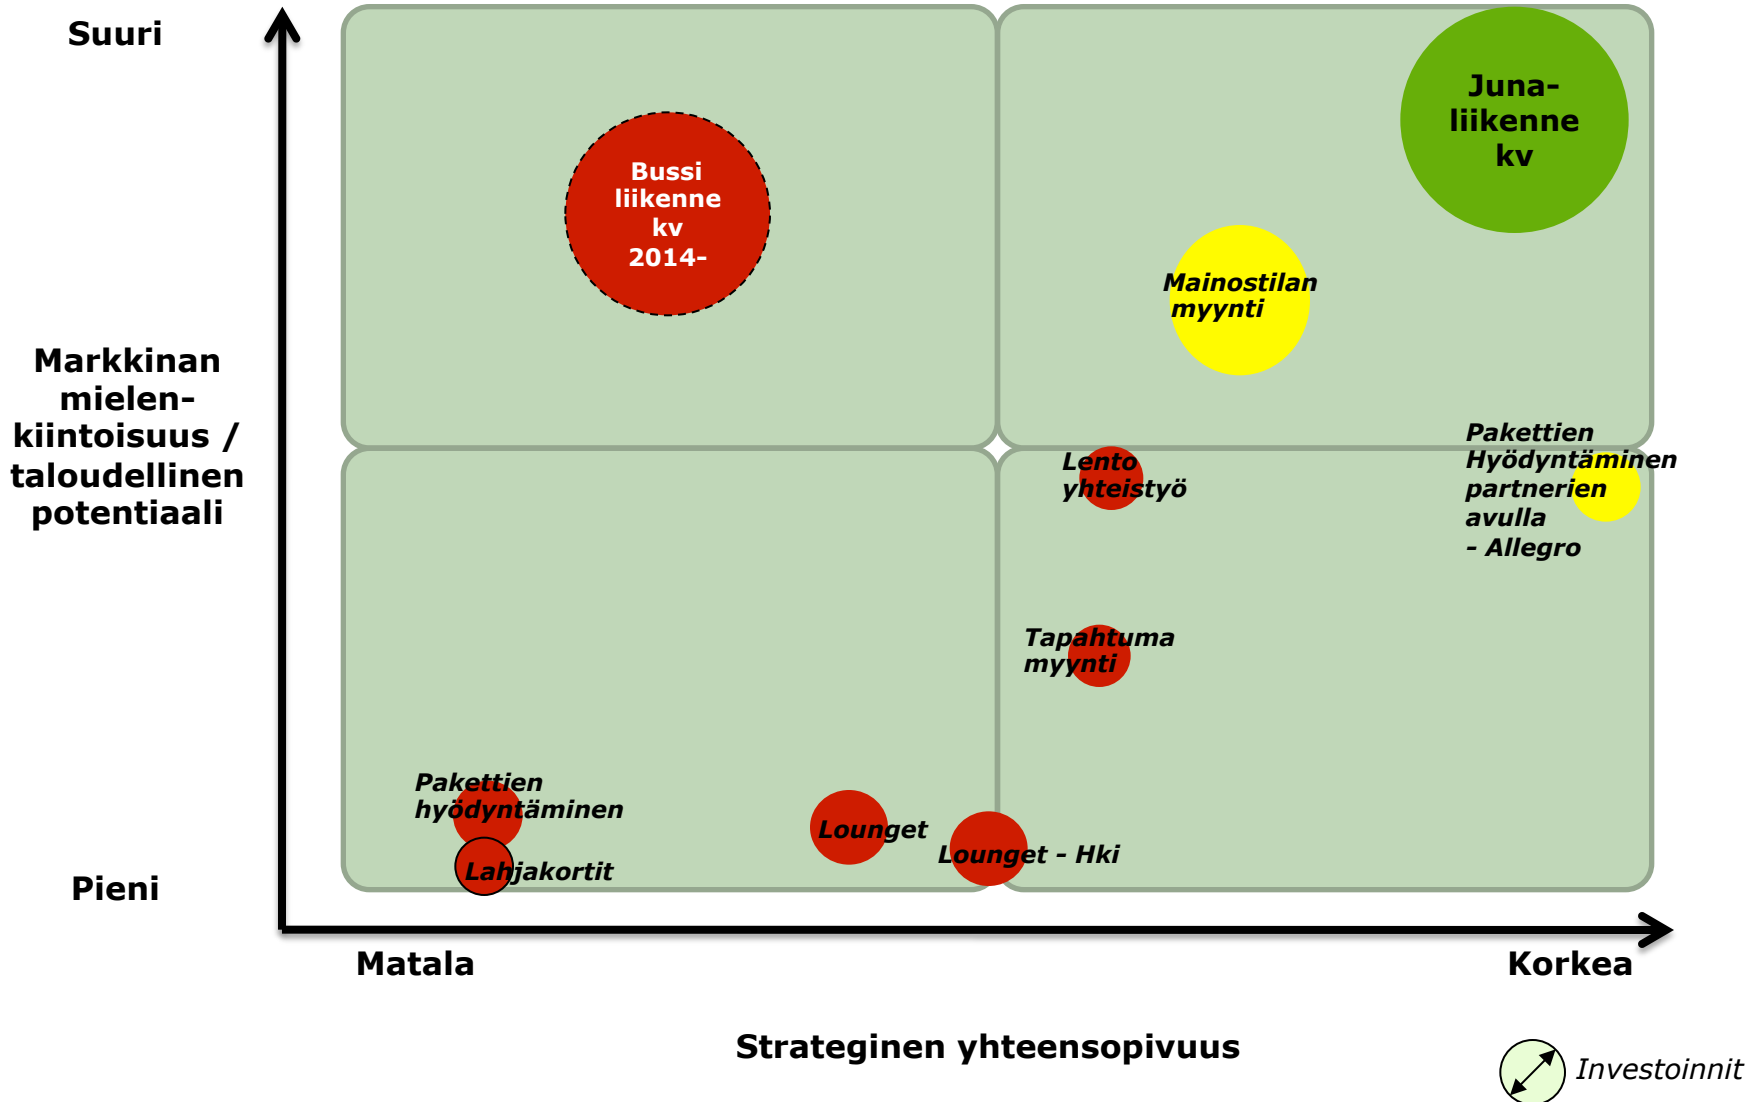 Suuri
Juna-
liikenne
kv
Bussi
liikenne
kv
2014-
Mainostilan
myynti
Markkinan
mielen-
kiintoisuus /
taloudellinen
potentiaali
Lento
yhteistyö
Pakettien
Hyödyntäminen
partnerien
avulla
- Allegro
Tapahtuma
myynti
Pakettien
hyödyntäminen
Lounget
Lounget - Hki
Lahjakortit
Pieni
Matala
Korkea
Strateginen yhteensopivuus
Investoinnit